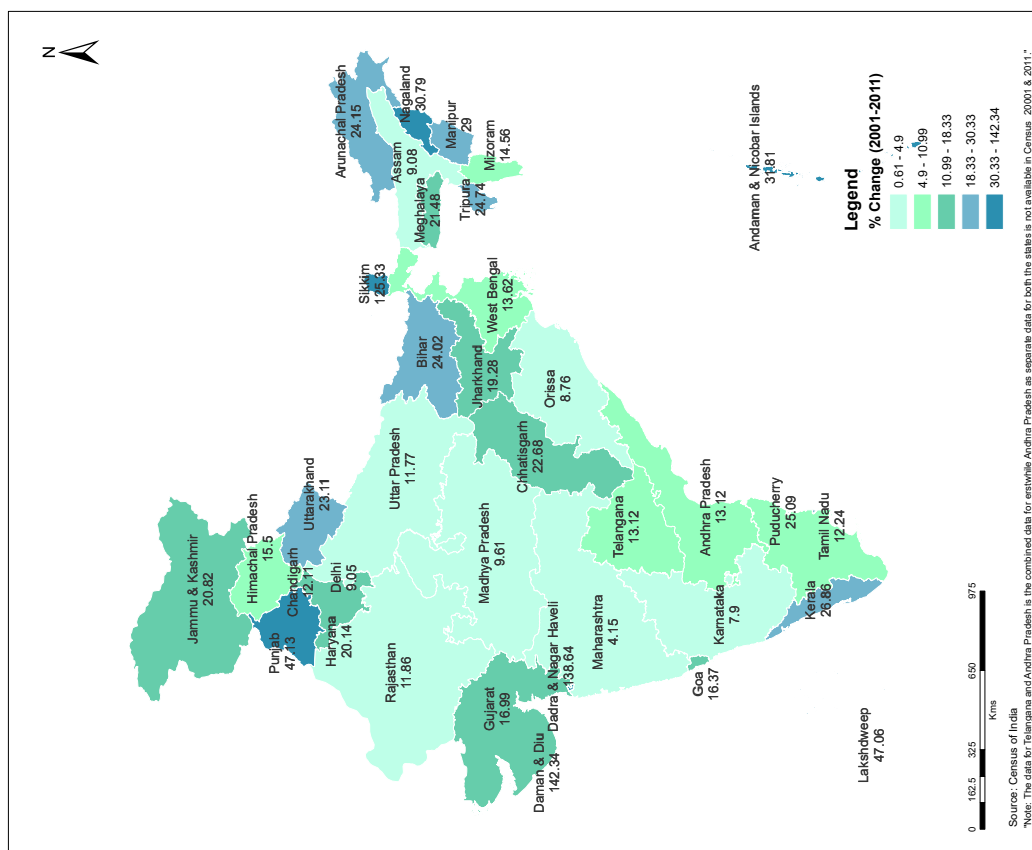 N
Jammu & Kashmir
20.82
Himachal Pradesh
15.5
Punjab
47.13
Chandigarh
12.11
Uttarakhand
23.11
Haryana
20.14
Delhi
9.05
Rajasthan
11.86
Uttar Pradesh
11.77
Bihar
24.02
Sikkim
125.33
Arunachal Pradesh
24.15
Assam
9.08
Nagaland
30.79
Meghalaya
21.48
Manipur
29
Tripura
24.74
Mizoram
14.56
Gujarat
16.99
Madhya Pradesh
9.61
Jharkhand
19.28
West Bengal
13.62
Chhatisgarh
22.68
Orissa
8.76
Daman & Diu
142.34
Dadra & Nagar Haveli
138.64
Maharashtra
4.15
Telangana
13.12
Andhra Pradesh
13.12
Goa
16.37
Karnataka
7.9
Puducherry
25.09
Tamil Nadu
12.24
Kerala
26.86
Lakshdweep
47.06
Andaman & Nicobar Islands
31.81
Legend
% Change (2001-2011)
0.61 - 4.9
4.9 - 10.99
10.99 - 18.33
18.33 - 30.33
30.33 - 142.34
0 162.5 325 650 975
Kms
Source: Census of India
"Note: The data for Telangana and Andhra Pradesh is the combined data for erstwhile Andhra Pradesh as separate data for both the states is not available in Census 20001 & 2011."